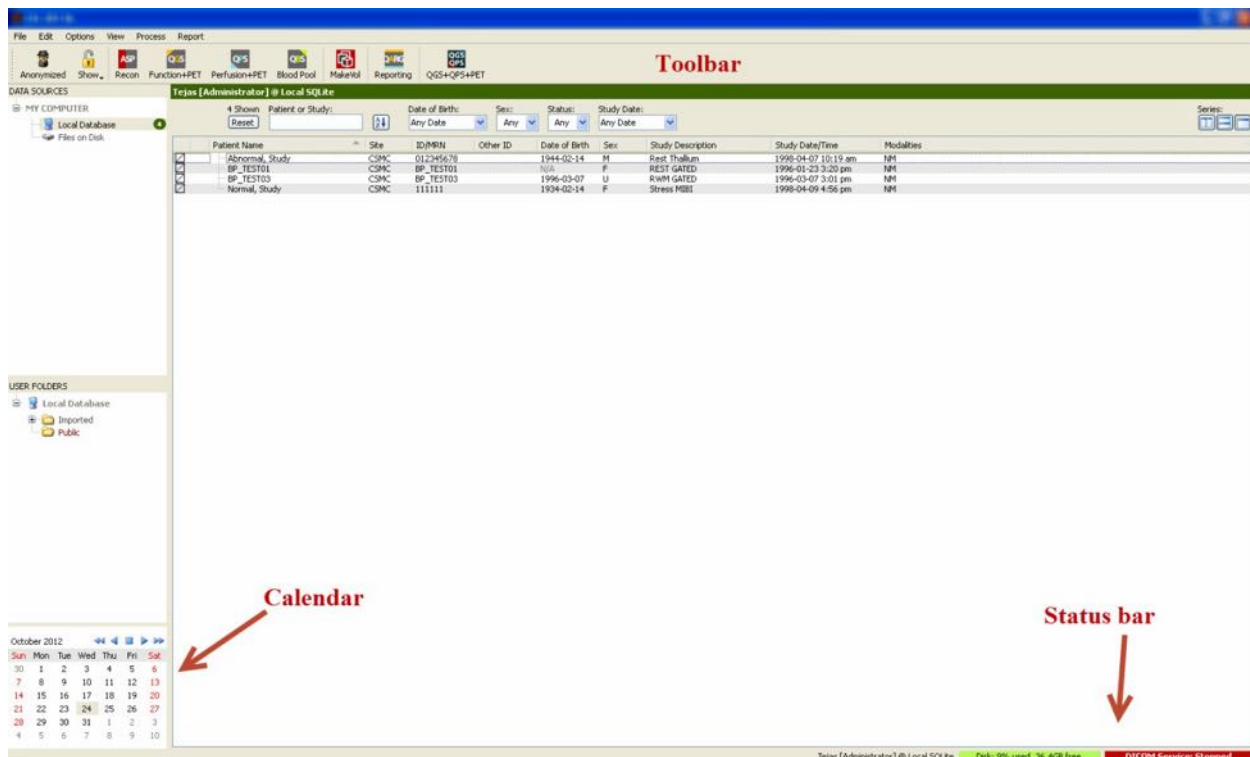 File Edit Options View Process Report
Anonymized Show Recon Function+PET Perfusion+PET Blood Pool MakeVol Reporting QGS+QPS+PET
Toolbar
DATA SOURCES
MY COMPUTER
Local Database 4
Files on Disk
Tejas [Administrator] @ Local SQLite
4 Shown Patient or Study: Date of Birth: Sex: Status: Study Date: Series:
Reset Any Date Any Any Any Date
Patient Name Site ID/MRN Other ID Date of Birth Sex Study Description Study Date/Time Modalities
Abnormal, Study CSMC 012345678 1944-02-14 M Rest Thallium 1998-04-07 10:19 am NM
BP_TEST01 CSMC BP_TEST01 N/A F REST GATED 1996-01-23 3:20 pm NM
BP_TEST03 CSMC BP_TEST03 1996-03-07 U RWM GATED 1996-03-07 3:01 pm NM
Normal, Study CSMC 111111 1934-02-14 F Stress MIBI 1998-04-09 4:56 pm NM
USER FOLDERS
Local Database
Imported
Public
Calendar
Status bar
October 2012
Sun Mon Tue Wed Thu Fri Sat
30 1 2 3 4 5 6
7 8 9 10 11 12 13
14 15 16 17 18 19 20
21 22 23 24 25 26 27
28 29 30 31 1 2 3
4 5 6 7 8 9 10
Tejas [Administrator] @ Local SQLite Disk: 9% used, 36.4GB free DICOM Service: Stopped